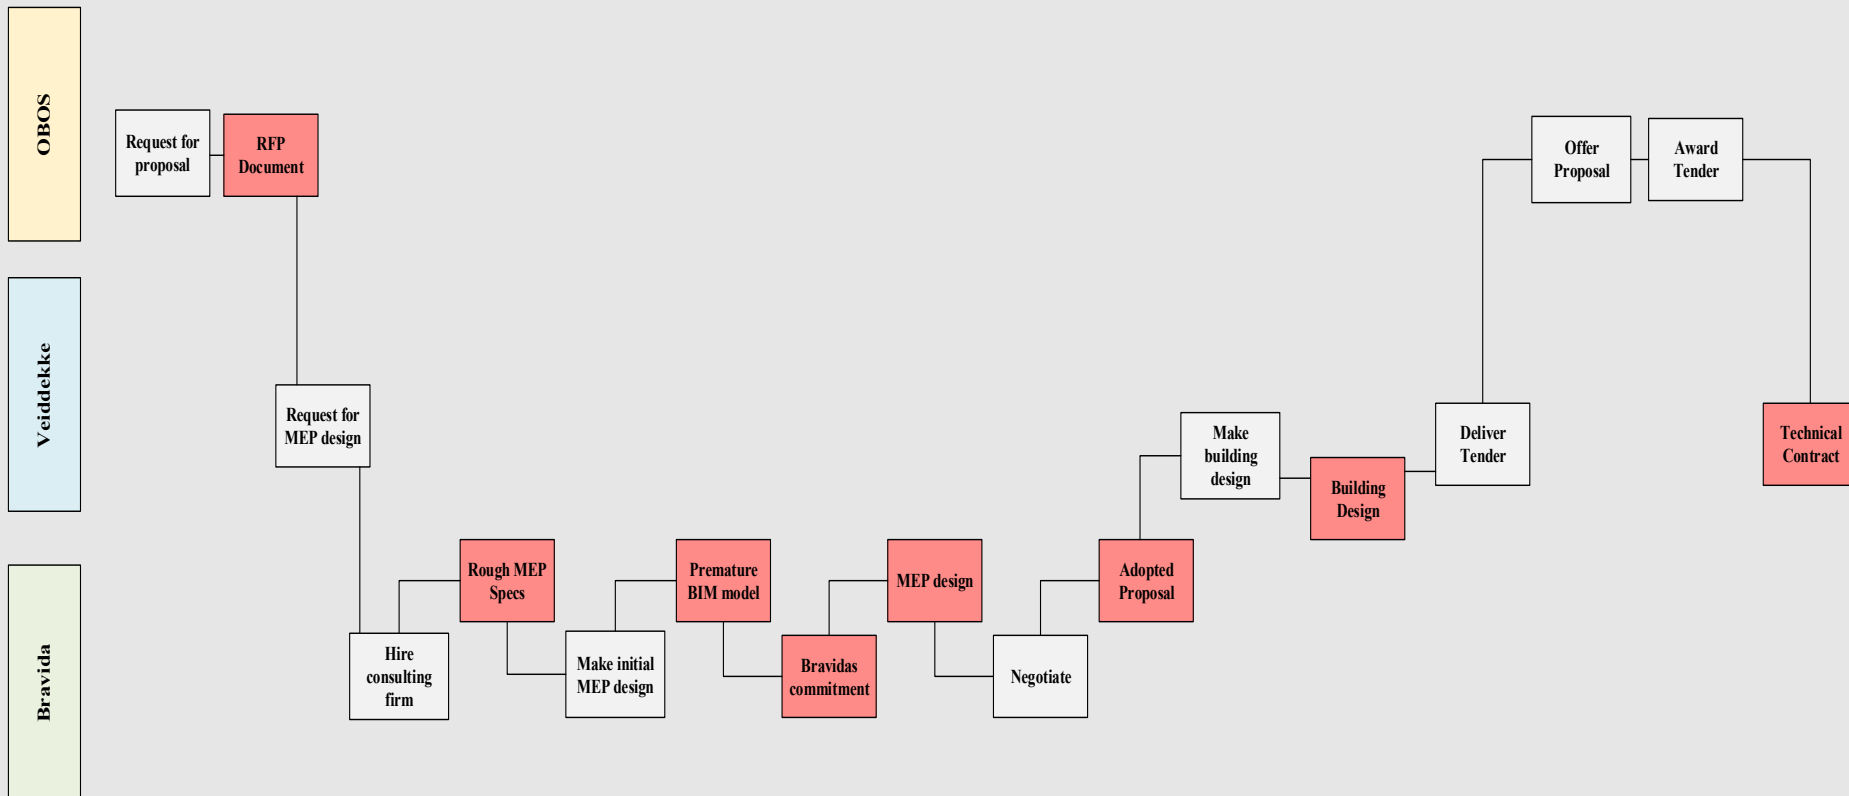 OBOS
Request for
proposal
RFP
Document
Offer
Proposal
Award
Tender
Veiddekke
Request for
MEP design
Make
building
design
Building
Design
Deliver
Tender
Technical
Contract
Bravida
Hire
consulting
firm
Rough MEP
Specs
Make initial
MEP design
Premature
BIM model
Bravidas
commitment
MEP design
Negotiate
Adopted
Proposal